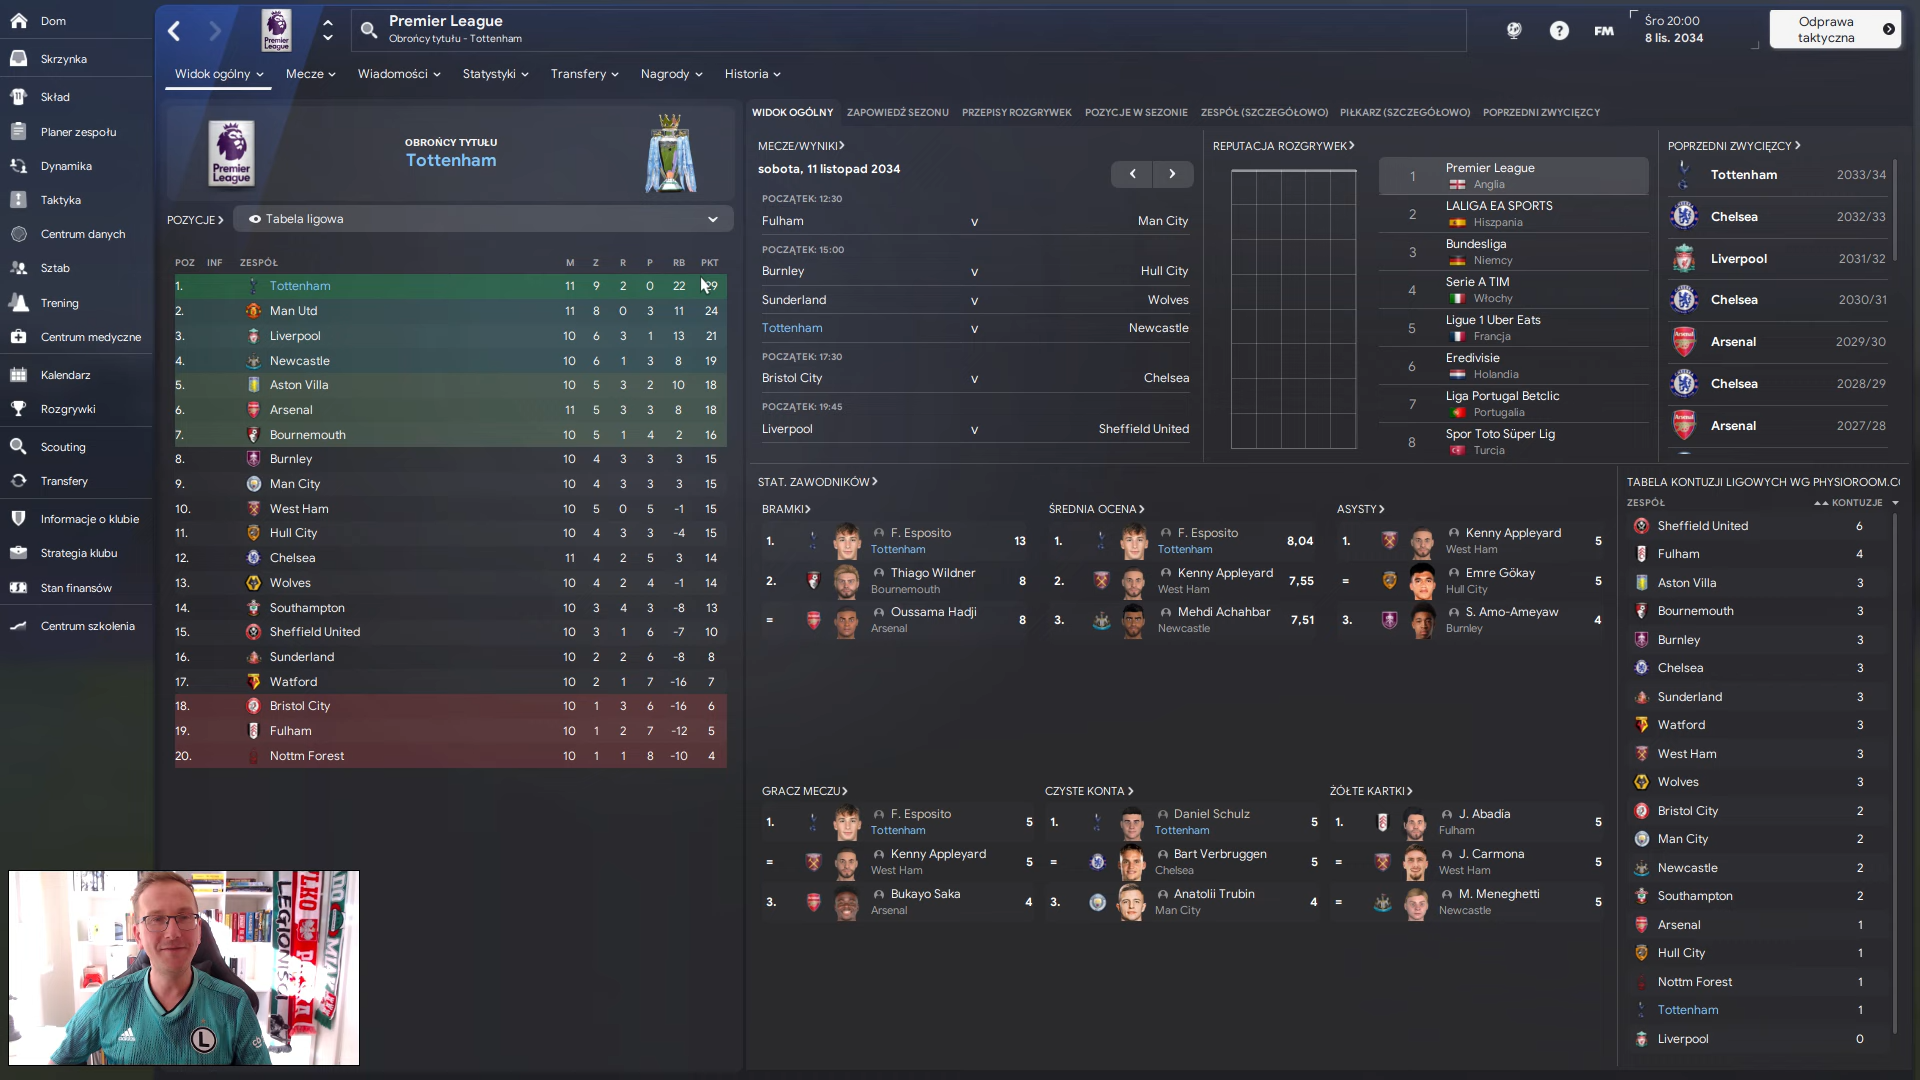 Dom
Skrzynka
Skład
Planer zespołu
Dynamika
Taktyka
Centrum danych
Sztab
Trening
Centrum medyczne
Kalendarz
Rozgrywki
Scouting
Transfery
Informacje o klubie
Strategia klubu
Stan finansów
Centrum szkolenia
Premier League
Obrońcy tytułu - Tottenham
FM
Śro 20:00
8 lis. 2034
Odprawa taktyczna
Widok ogólny
Mecze
Wiadomości
Statystyki
Transfery
Nagrody
Historia
OBROŃCY TYTUŁU
Tottenham
POZYCJE
Tabela ligowa
POZ INF ZESPÓŁ M Z R P RB PKT
1. Tottenham 11 9 2 0 22 29
2. Man Utd 11 8 0 3 11 24
3. Liverpool 10 6 3 1 13 21
4. Newcastle 10 6 1 3 8 19
5. Aston Villa 10 5 3 2 10 18
6. Arsenal 11 5 3 3 8 18
7. Bournemouth 10 5 1 4 2 16
8. Burnley 10 4 3 3 3 15
9. Man City 10 4 3 3 3 15
10. West Ham 10 5 0 5 -1 15
11. Hull City 10 4 3 3 -4 15
12. Chelsea 11 4 2 5 3 14
13. Wolves 10 4 2 4 -1 14
14. Southampton 10 3 4 3 -8 13
15. Sheffield United 10 3 1 6 -7 10
16. Sunderland 10 2 2 6 -8 8
17. Watford 10 2 1 7 -16 7
18. Bristol City 10 1 3 6 -16 6
19. Fulham 10 1 2 7 -12 5
20. Nottm Forest 10 1 1 8 -10 4
WIDOK OGÓLNY ZAPOWIEDŹ SEZONU PRZEPISY ROZGRYWEK POZYCJE W SEZONIE ZESPÓŁ (SZCZEGÓŁOWO) PIŁKARZ (SZCZEGÓŁOWO) POPRZEDNI ZWYCIĘZCY
MECZE/WYNIKI
sobota, 11 listopad 2034
POCZĄTEK: 12:30
Fulham v Man City
POCZĄTEK: 15:00
Burnley v Hull City
Sunderland v Wolves
Tottenham v Newcastle
POCZĄTEK: 17:30
Bristol City v Chelsea
POCZĄTEK: 19:45
Liverpool v Sheffield United
REPUTACJA ROZGRYWEK
1 Premier League
Anglia
2 LALIGA EA SPORTS
Hiszpania
3 Bundesliga
Niemcy
4 Serie A TIM
Włochy
5 Ligue 1 Uber Eats
Francja
6 Eredivisie
Holandia
7 Liga Portugal Betclic
Portugalia
8 Spor Toto Süper Lig
Turcja
POPRZEDNI ZWYCIĘZCY
Tottenham 2033/34
Chelsea 2032/33
Liverpool 2031/32
Chelsea 2030/31
Arsenal 2029/30
Chelsea 2028/29
Arsenal 2027/28
STAT. ZAWODNIKÓW
BRAMKI
1. F. Esposito 13
Tottenham
2. Thiago Wildner 8
Bournemouth
= Oussama Hadji 8
Arsenal
ŚREDNIA OCENA
1. F. Esposito 8,04
Tottenham
2. Kenny Appleyard 7,55
West Ham
3. Mehdi Achahbar 7,51
Newcastle
ASYSTY
1. Kenny Appleyard 5
West Ham
= Emre Gökay 5
Hull City
3. S. Amo-Ameyaw 4
Burnley
GRACZ MECZU
1. F. Esposito 5
Tottenham
= Kenny Appleyard 5
West Ham
3. Bukayo Saka 4
Arsenal
CZYSTE KONTA
1. Daniel Schulz 5
Tottenham
= Bart Verbruggen 5
Chelsea
3. Anatolii Trubin 4
Man City
ŻÓŁTE KARTKI
1. J. Abadía 5
Fulham
= J. Carmona 5
West Ham
= M. Meneghetti 5
Newcastle
TABELA KONTUZJI LIGOWYCH WG PHYSIOROOM.CO
ZESPÓŁ KONTUZJE
Sheffield United 6
Fulham 4
Aston Villa 3
Bournemouth 3
Burnley 3
Chelsea 3
Sunderland 3
Watford 3
West Ham 3
Wolves 3
Bristol City 2
Man City 2
Newcastle 2
Southampton 2
Arsenal 1
Hull City 1
Nottm Forest 1
Tottenham 1
Liverpool 0